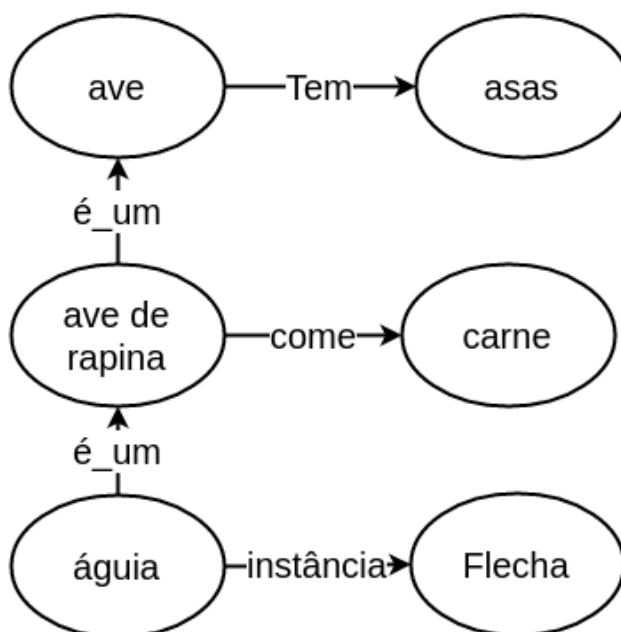 ave
Tem
asas
é_um
ave de
rapina
come
carne
é_um
águia
instância
Flecha